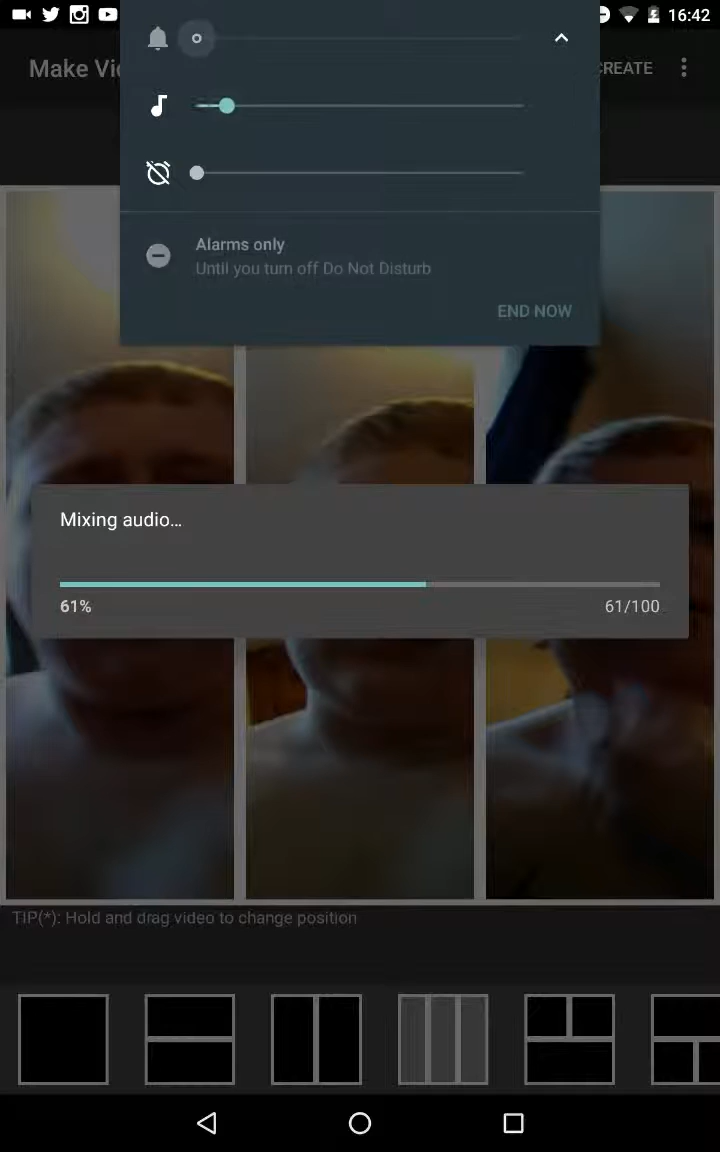 16:42
Make Vi
CREATE
Alarms only
Until you turn off Do Not Disturb
END NOW
Mixing audio...
61%
61/100
TIP(*): Hold and drag video to change position